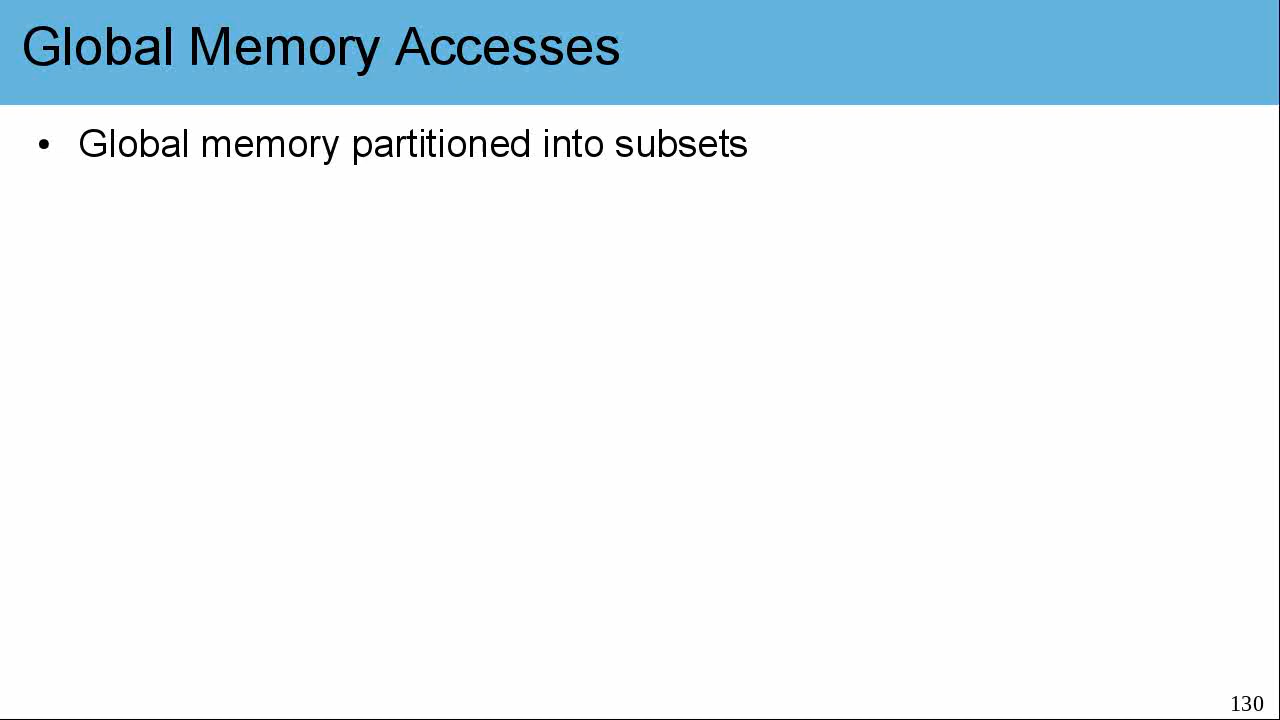 Global Memory Accesses
• Global memory partitioned into subsets
130